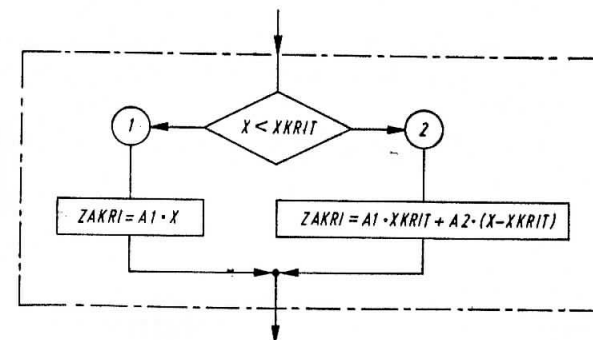 X < XKRIT
1
2
ZAKRI = A1 · X
ZAKRI = A1 · XKRIT + A2 · (X-XKRIT)